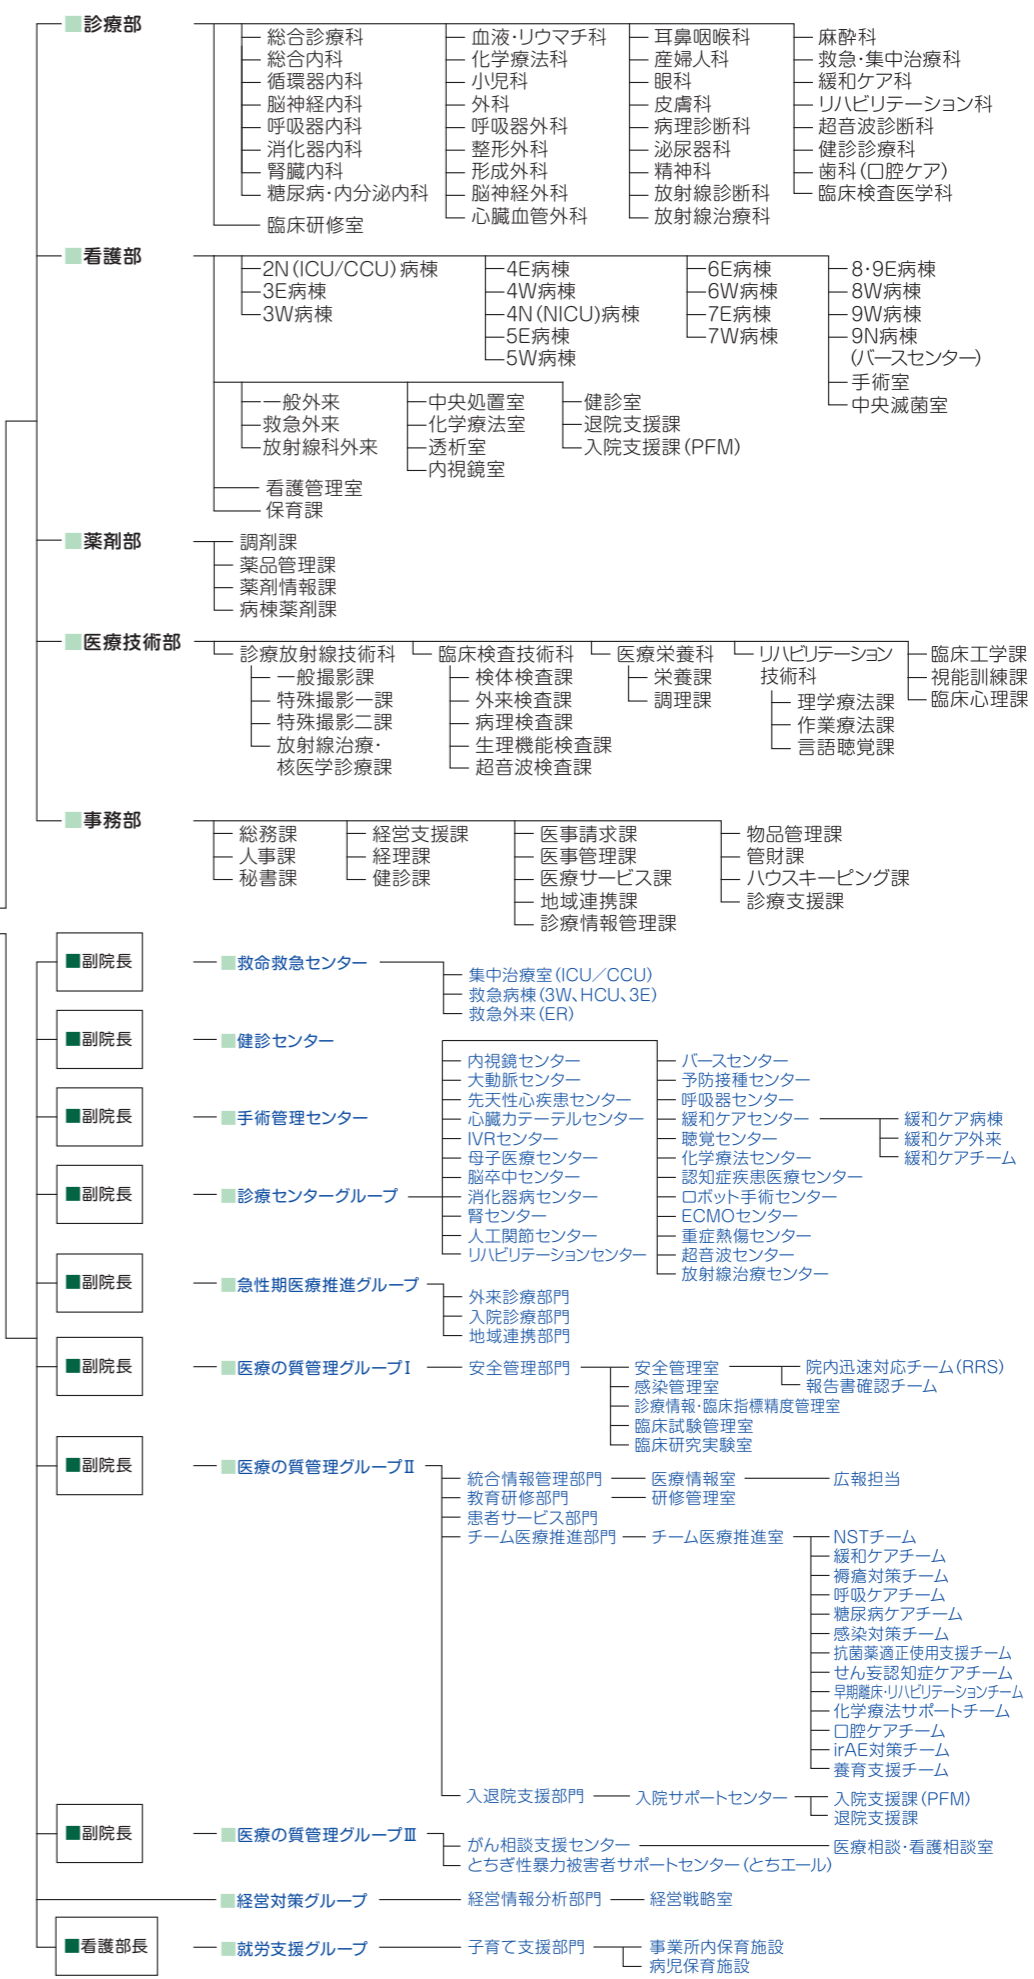 ■診療部
総合診療科
総合内科
循環器内科
脳神経内科
呼吸器内科
消化器内科
腎臓内科
糖尿病・内分泌内科
血液・リウマチ科
化学療法科
小児科
外科
呼吸器外科
整形外科
形成外科
脳神経外科
心臓血管外科
耳鼻咽喉科
産婦人科
眼科
皮膚科
病理診断科
泌尿器科
精神科
放射線診断科
放射線治療科
麻酔科
救急・集中治療科
緩和ケア科
リハビリテーション科
超音波診断科
健診診療科
歯科(口腔ケア)
臨床検査医学科
臨床研修室
■看護部
2N(ICU/CCU)病棟
3E病棟
3W病棟
4E病棟
4W病棟
4N(NICU)病棟
5E病棟
5W病棟
6E病棟
6W病棟
7E病棟
7W病棟
8・9E病棟
8W病棟
9W病棟
9N病棟
(バースセンター)
手術室
中央滅菌室
一般外来
救急外来
放射線科外来
中央処置室
化学療法室
透析室
内視鏡室
健診室
退院支援課
入院支援課(PFM)
看護管理室
保育課
■薬剤部
調剤課
薬品管理課
薬剤情報課
病棟薬剤課
■医療技術部
診療放射線技術科
一般撮影課
特殊撮影一課
特殊撮影二課
放射線治療・
核医学診療課
臨床検査技術科
検体検査課
外来検査課
病理検査課
生理機能検査課
超音波検査課
医療栄養科
栄養課
調理課
リハビリテーション
技術科
理学療法課
作業療法課
言語聴覚課
臨床工学課
視能訓練課
臨床心理課
■事務部
総務課
人事課
秘書課
経営支援課
経理課
健診課
医事請求課
医事管理課
医療サービス課
地域連携課
診療情報管理課
物品管理課
管財課
ハウスキーピング課
診療支援課
■副院長
■救命救急センター
集中治療室(ICU／CCU)
救急病棟(3W、HCU、3E)
救急外来(ER)
■副院長
■健診センター
■副院長
■手術管理センター
■副院長
■診療センターグループ
内視鏡センター
大動脈センター
先天性心疾患センター
心臓カテーテルセンター
IVRセンター
母子医療センター
脳卒中センター
消化器病センター
腎センター
人工関節センター
リハビリテーションセンター
バースセンター
予防接種センター
呼吸器センター
緩和ケアセンター
聴覚センター
化学療法センター
認知症疾患医療センター
ロボット手術センター
ECMOセンター
重症熱傷センター
超音波センター
放射線治療センター
緩和ケア病棟
緩和ケア外来
緩和ケアチーム
■副院長
■急性期医療推進グループ
外来診療部門
入院診療部門
地域連携部門
■副院長
■医療の質管理グループⅠ
安全管理部門
安全管理室
感染管理室
診療情報・臨床指標精度管理室
臨床試験管理室
臨床研究実験室
院内迅速対応チーム(RRS)
報告書確認チーム
■副院長
■医療の質管理グループⅡ
統合情報管理部門
医療情報室
広報担当
教育研修部門
研修管理室
患者サービス部門
チーム医療推進部門
チーム医療推進室
NSTチーム
緩和ケアチーム
褥瘡対策チーム
呼吸ケアチーム
糖尿病ケアチーム
感染対策チーム
抗菌薬適正使用支援チーム
せん妄認知症ケアチーム
早期離床・リハビリテーションチーム
化学療法サポートチーム
口腔ケアチーム
irAE対策チーム
養育支援チーム
入退院支援部門
入院サポートセンター
入院支援課(PFM)
退院支援課
■副院長
■医療の質管理グループⅢ
がん相談支援センター
医療相談・看護相談室
とちぎ性暴力被害者サポートセンター(とちエール)
■経営対策グループ
経営情報分析部門
経営戦略室
■看護部長
■就労支援グループ
子育て支援部門
事業所内保育施設
病児保育施設